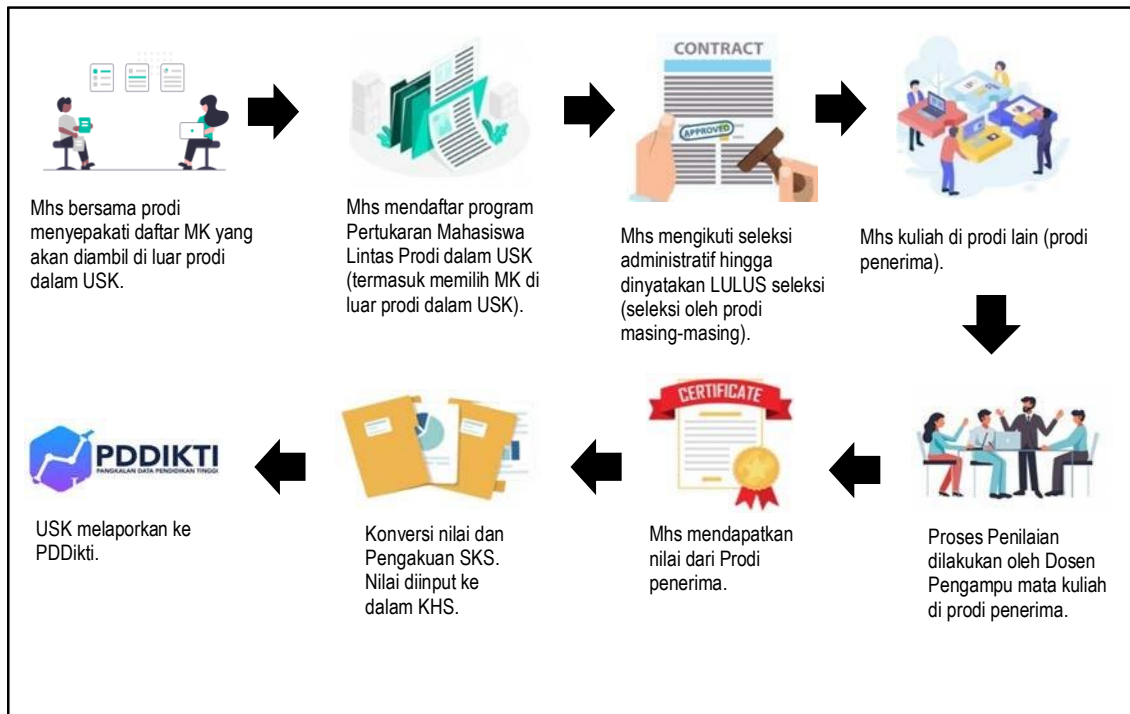 CONTRACT
APPROVED
Mhs bersama prodi
menyepakati daftar MK yang
akan diambil di luar prodi
dalam USK.
Mhs mendaftar program
Pertukaran Mahasiswa
Lintas Prodi dalam USK
(termasuk memilih MK di
luar prodi dalam USK).
Mhs mengikuti seleksi
administratif hingga
dinyatakan LULUS seleksi
(seleksi oleh prodi
masing-masing).
Mhs kuliah di prodi lain (prodi
penerima).
Proses Penilaian
dilakukan oleh Dosen
Pengampu mata kuliah
di prodi penerima.
CERTIFICATE
Mhs mendapatkan
nilai dari Prodi
penerima.
Konversi nilai dan
Pengakuan SKS.
Nilai diinput ke
dalam KHS.
PDDIKTI
PANGKALAN DATA PENDIDIKAN TINGGI
USK melaporkan ke
PDDikti.